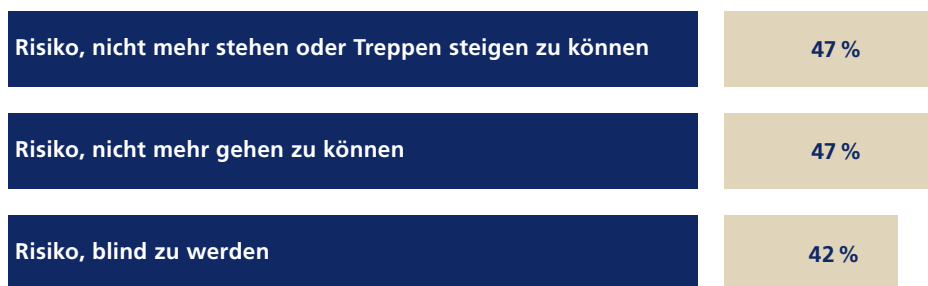 Risiko, nicht mehr stehen oder Treppen steigen zu können 47 %
Risiko, nicht mehr gehen zu können 47 %
Risiko, blind zu werden 42 %